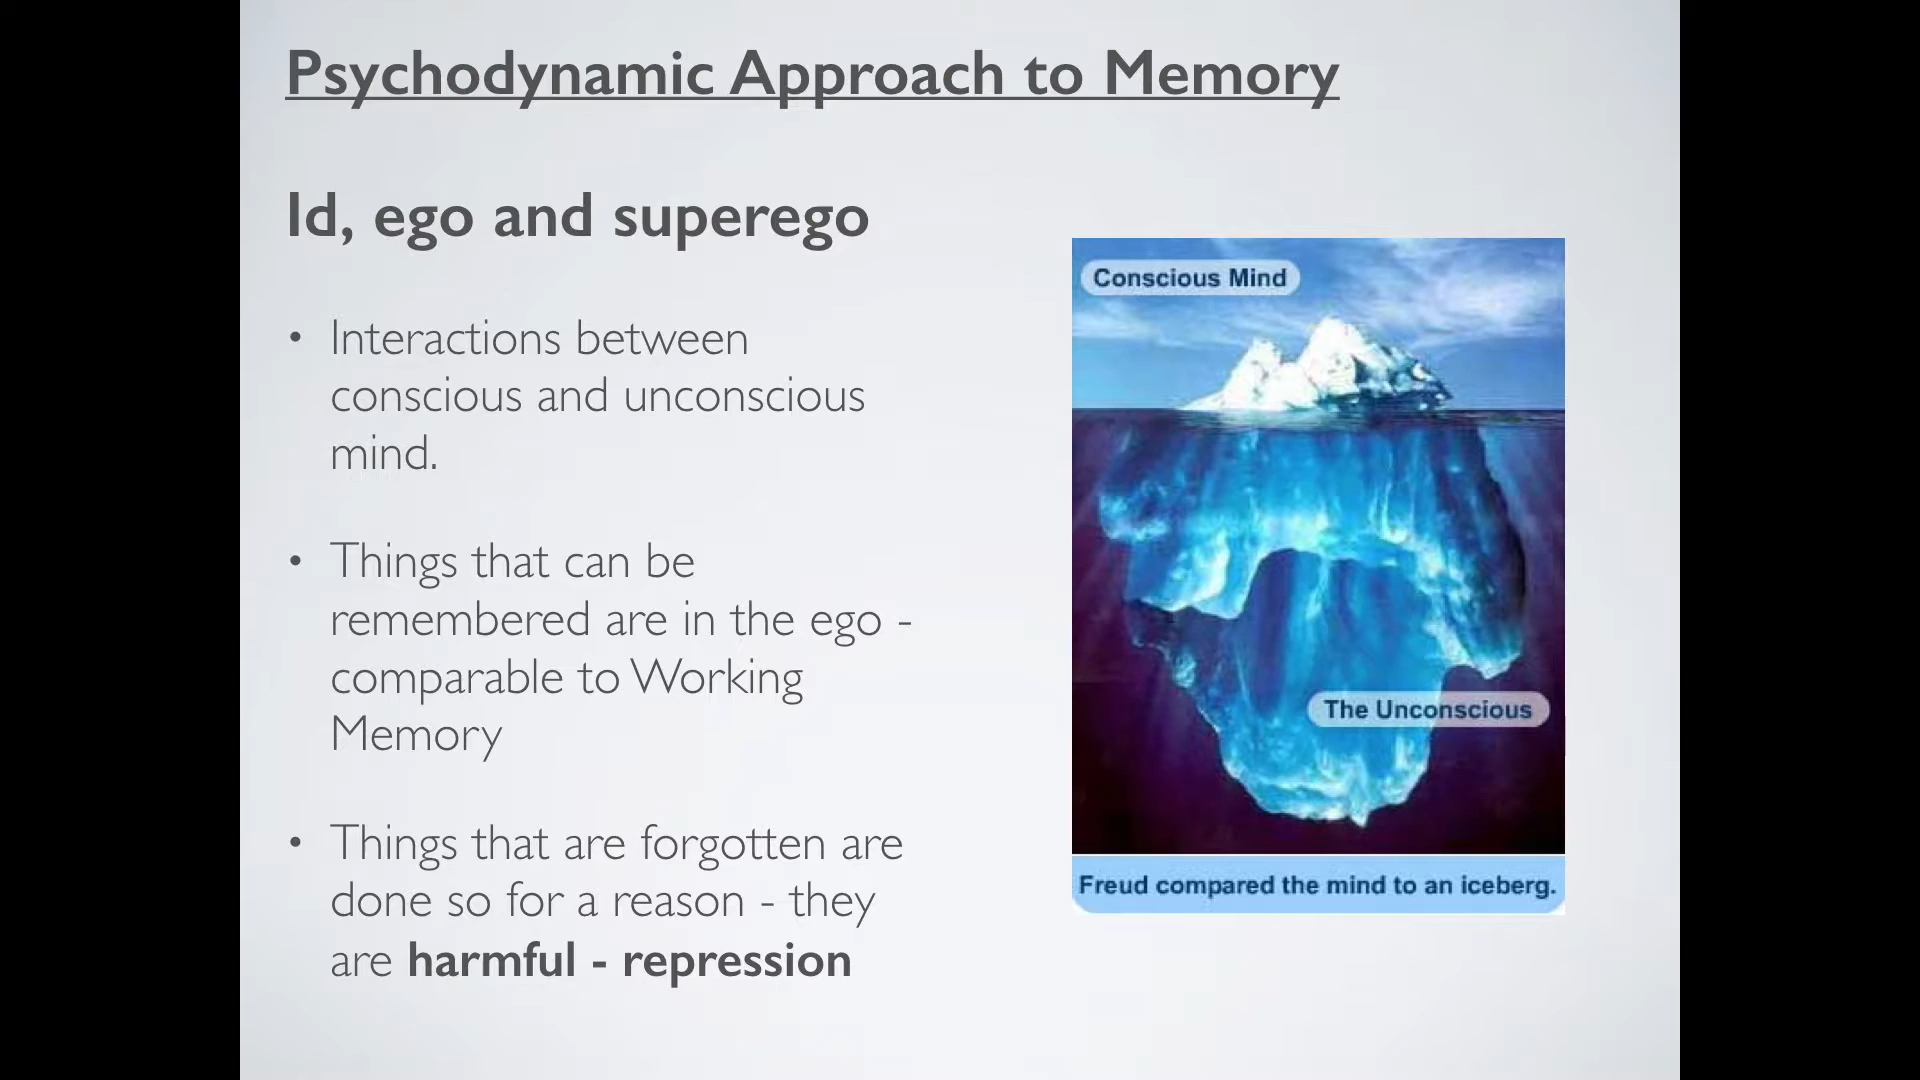 Psychodynamic Approach to Memory
Id, ego and superego
• Interactions between
conscious and unconscious
mind.
• Things that can be
remembered are in the ego -
comparable to Working
Memory
• Things that are forgotten are
done so for a reason - they
are harmful - repression
Conscious Mind
The Unconscious
Freud compared the mind to an iceberg.